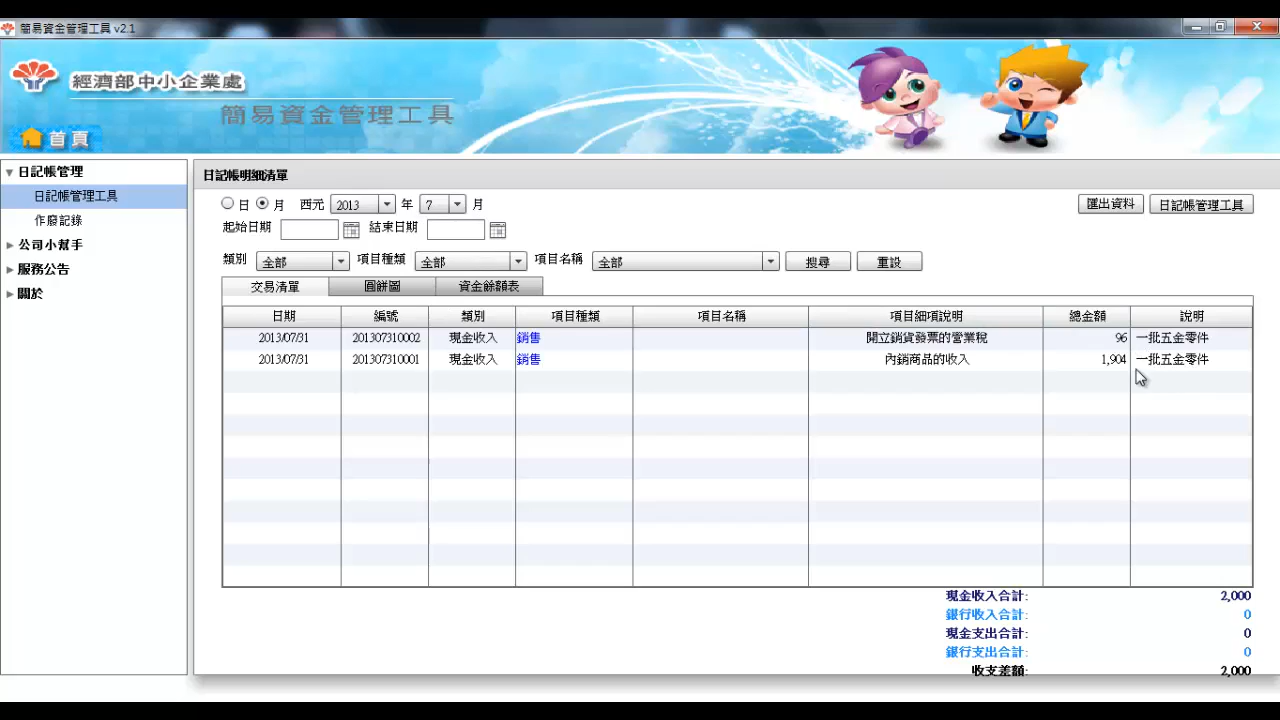 簡易資金管理工具 v2.1
經濟部中小企業處
簡易資金管理工具
首頁
日記帳管理
日記帳管理工具
作廢記錄
公司小幫手
服務公告
關於
日記帳明細清單
日 月 西元 2013 年 7 月
匯出資料 日記帳管理工具
起始日期 結束日期
類別 全部 項目種類 全部 項目名稱 全部 搜尋 重設
交易清單 圓餅圖 資金餘額表
日期 編號 類別 項目種類 項目名稱 項目細項說明 總金額 說明
2013/07/31 201307310002 現金收入 銷售 開立銷貨發票的營業稅 96 一批五金零件
2013/07/31 201307310001 現金收入 銷售 內銷商品的收入 1,904 一批五金零件
現金收入合計: 2,000
銀行收入合計: 0
現金支出合計: 0
銀行支出合計: 0
收支差額: 2,000